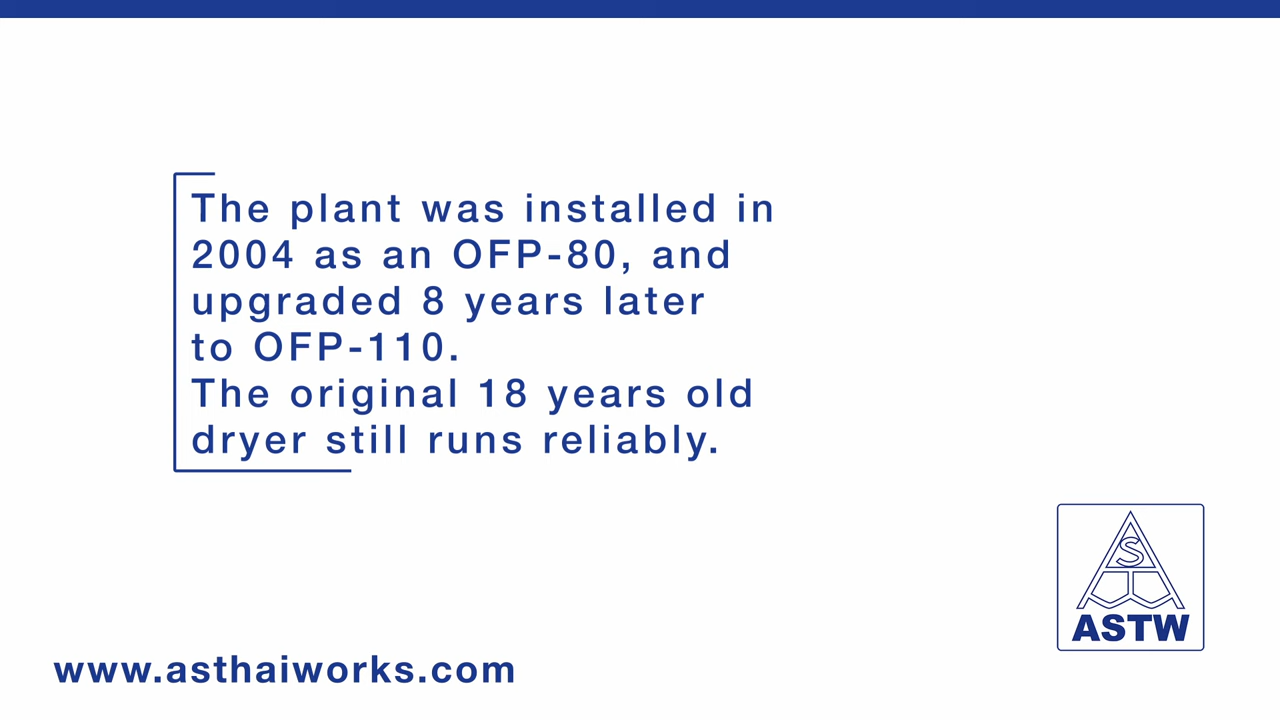 The plant was installed in
2004 as an OFP-80, and
upgraded 8 years later
to OFP-110.
The original 18 years old
dryer still runs reliably.
S
ASTW
www.asthaiworks.com